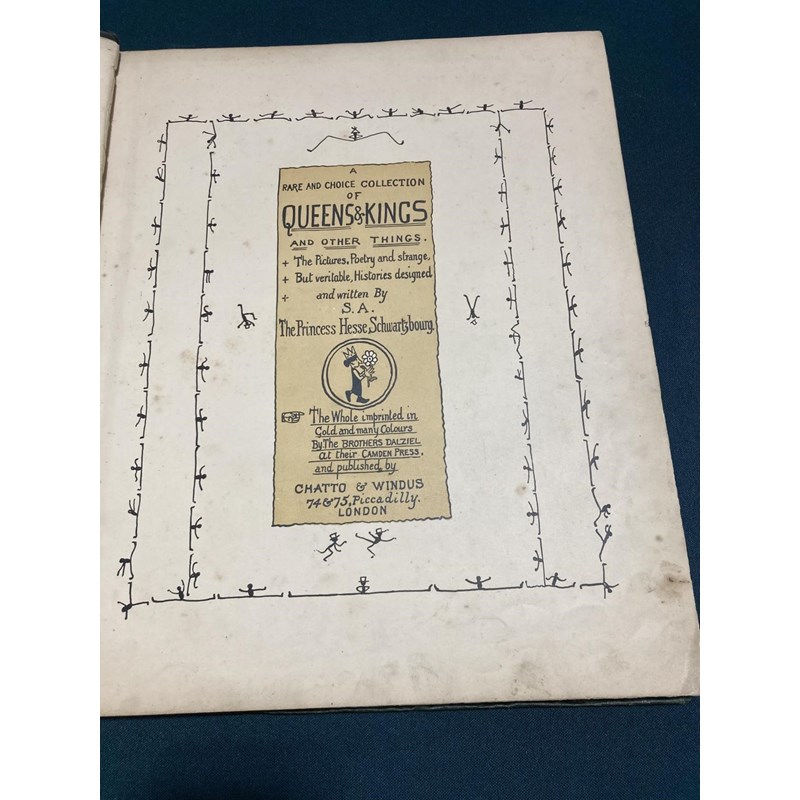 A
RARE AND CHOICE COLLECTION
OF
QUEENS & KINGS
AND OTHER THINGS.
+ The Pictures, Poetry and strange,
+ But veritable, Histories designed
÷ and written By
S. A.
The Princess Hesse Schwartzbourg.
☞ The Whole imprinted in
Gold and many Colours
By. The BROTHERS DALZIEL
at their CAMDEN PRESS.
and published, by
CHATTO & WINDUS
74 & 75, Piccadilly.
LONDON